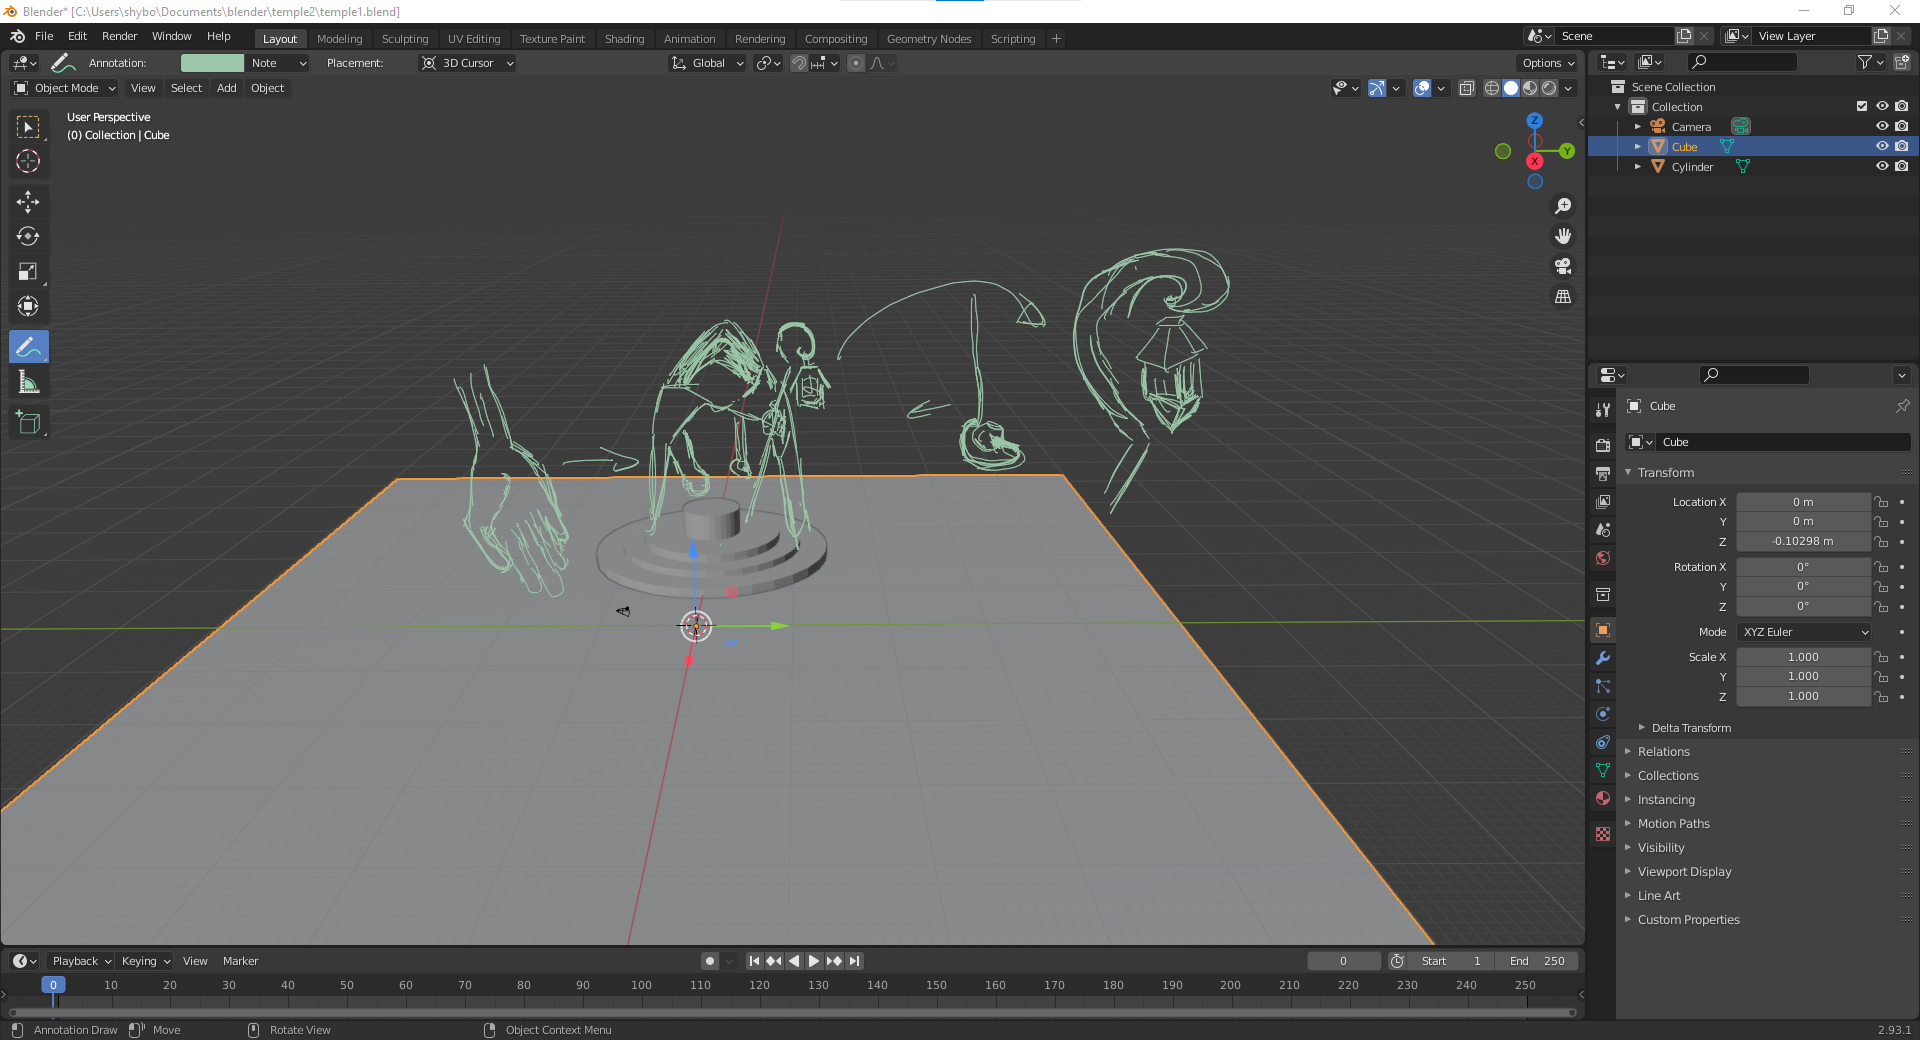 Blender* [C:\Users\shybo\Documents\blender\temple2\temple1.blend]
File Edit Render Window Help Layout Modeling Sculpting UV Editing Texture Paint Shading Animation Rendering Compositing Geometry Nodes Scripting + Scene View Layer
Annotation: Note Placement: 3D Cursor Global Options
Object Mode View Select Add Object
User Perspective
(0) Collection | Cube
Z
Y
X
Scene Collection
Collection
Camera
Cube
Cylinder
Cube
Cube
Transform
Location X 0 m
Y 0 m
Z -0.10298 m
Rotation X 0°
Y 0°
Z 0°
Mode XYZ Euler
Scale X 1.000
Y 1.000
Z 1.000
Delta Transform
Relations
Collections
Instancing
Motion Paths
Visibility
Viewport Display
Line Art
Custom Properties
Playback Keying View Marker 0 Start 1 End 250
0 10 20 30 40 50 60 70 80 90 100 110 120 130 140 150 160 170 180 190 200 210 220 230 240 250
Annotation Draw Move Rotate View Object Context Menu 2.93.1